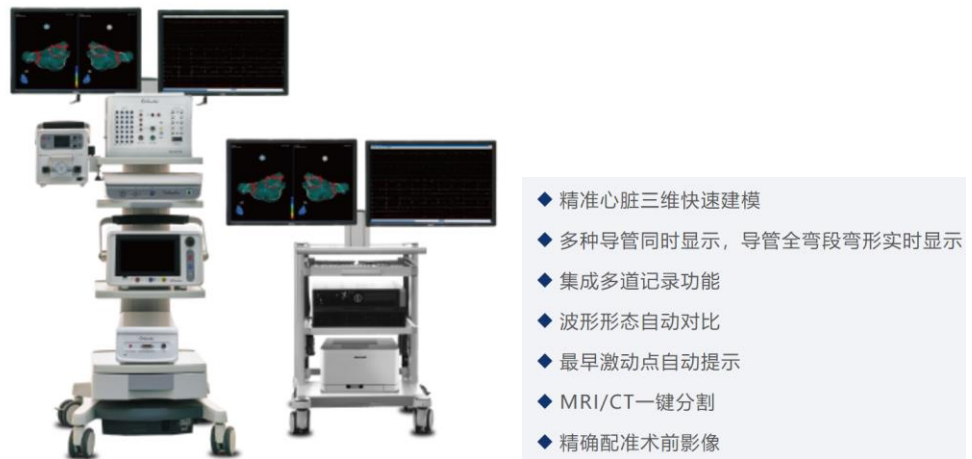 ◆ 精准心脏三维快速建模
◆ 多种导管同时显示，导管全弯段弯形实时显示
◆ 集成多道记录功能
◆ 波形形态自动对比
◆ 最早激动点自动提示
◆ MRI/CT一键分割
◆ 精确配准术前影像